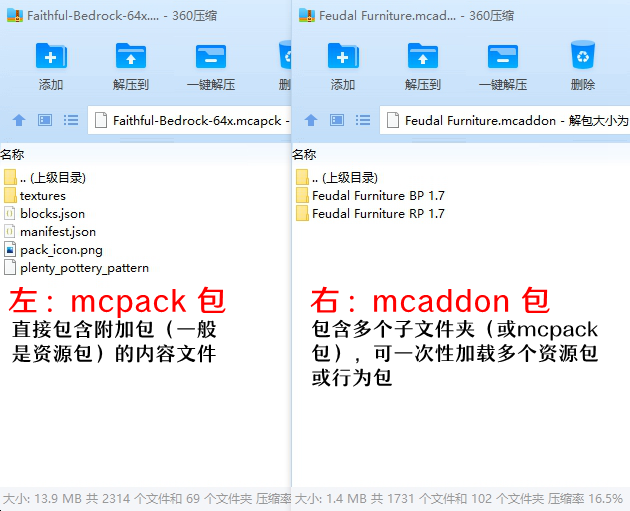 Faithful-Bedrock-64x.... - 360压缩
添加
解压到
一键解压
删
Faithful-Bedrock-64x.mcapck -
名称
.. (上级目录)
textures
blocks.json
manifest.json
pack_icon.png
plenty_pottery_pattern
左：mcpack 包
直接包含附加包（一般
是资源包）的内容文件
大小: 13.9 MB 共 2314 个文件和 69 个文件夹 压缩率
Feudal Furniture.mcad... - 360压缩
添加
解压到
一键解压
删除
Feudal Furniture.mcaddon - 解包大小为
名称
.. (上级目录)
Feudal Furniture BP 1.7
Feudal Furniture RP 1.7
右：mcaddon 包
包含多个子文件夹（或mcpack
包），可一次性加载多个资源包
或行为包
大小: 1.4 MB 共 1731 个文件和 102 个文件夹 压缩率 16.5%